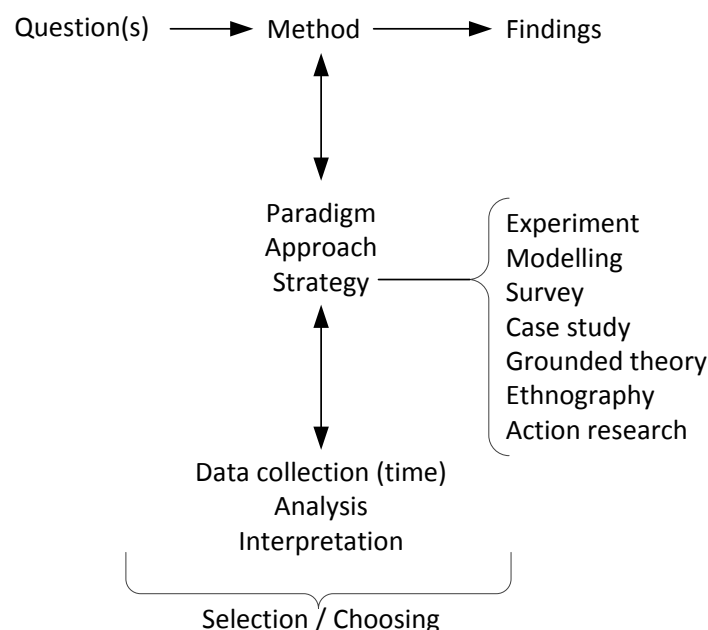 Question(s) Method Findings
Paradigm
Approach
Strategy
Experiment
Modelling
Survey
Case study
Grounded theory
Ethnography
Action research
Data collection (time)
Analysis
Interpretation
Selection / Choosing